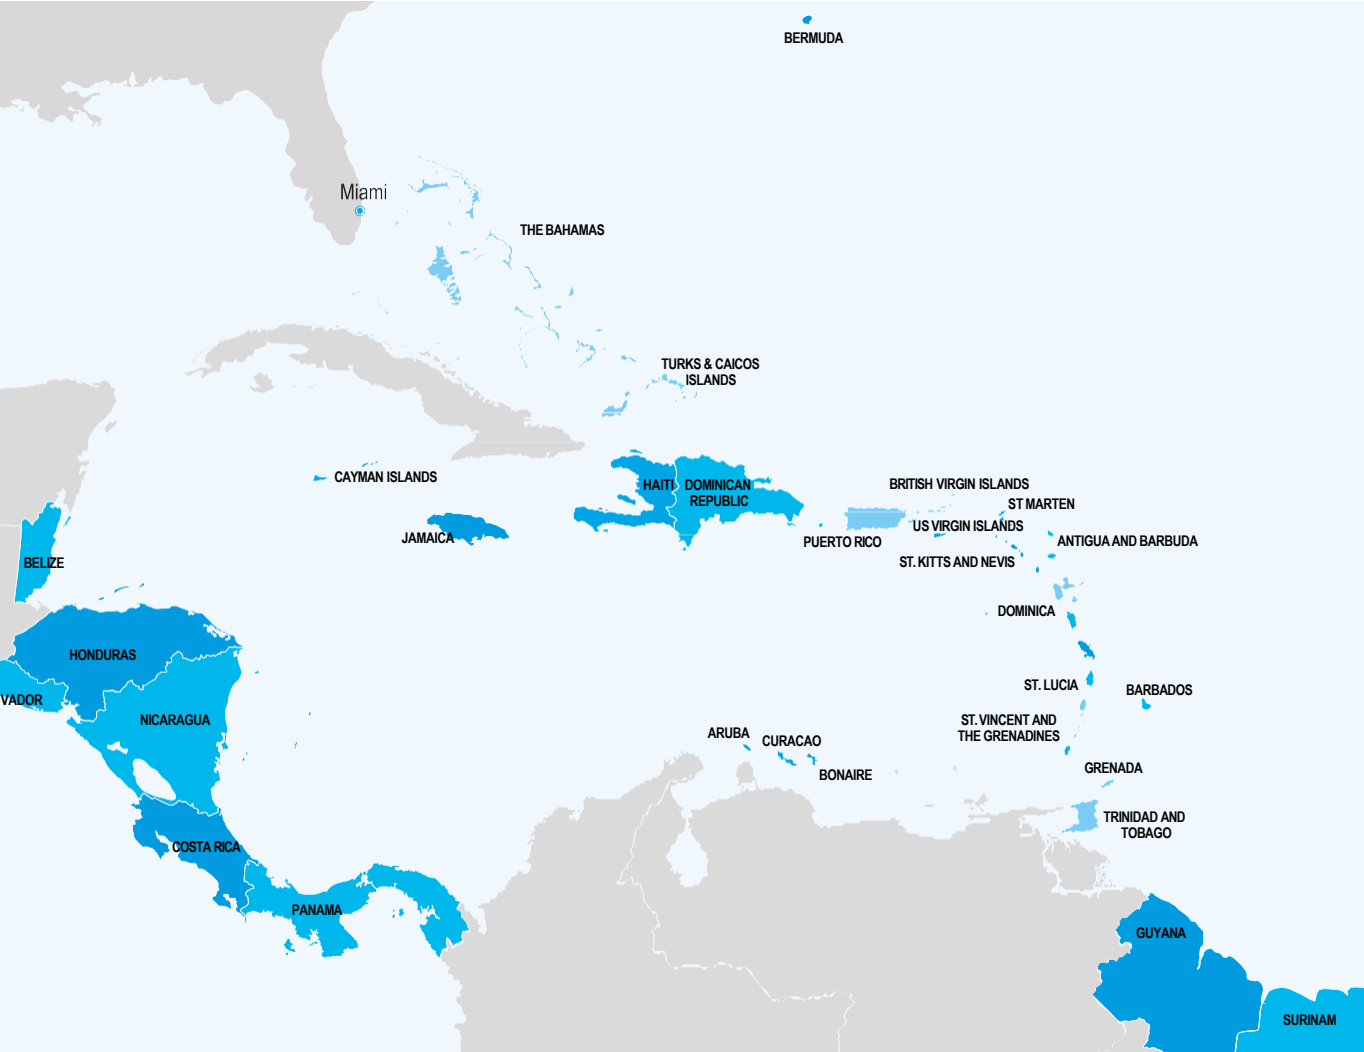 BERMUDA
Miami
THE BAHAMAS
TURKS & CAICOS
ISLANDS
CAYMAN ISLANDS
HAITI
DOMINICAN
REPUBLIC
BRITISH VIRGIN ISLANDS
ST MARTEN
US VIRGIN ISLANDS
JAMAICA
PUERTO RICO
ANTIGUA AND BARBUDA
BELIZE
ST. KITTS AND NEVIS
DOMINICA
HONDURAS
ST. LUCIA
BARBADOS
VADOR
NICARAGUA
ST. VINCENT AND
THE GRENADINES
ARUBA
CURACAO
BONAIRE
GRENADA
TRINIDAD AND
TOBAGO
COSTA RICA
PANAMA
GUYANA
SURINAM